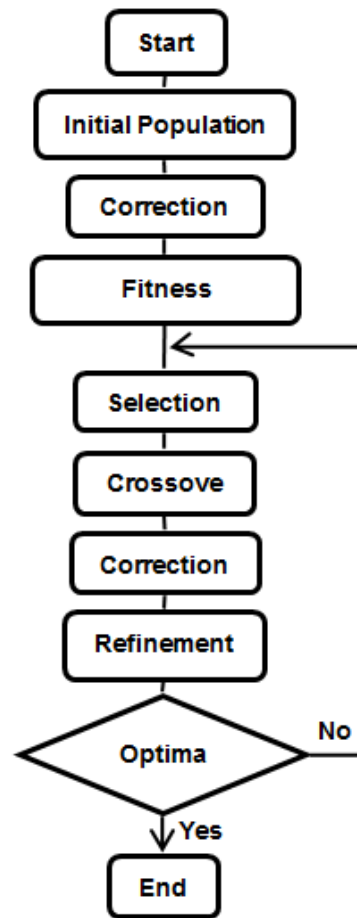 Start
Initial Population
Correction
Fitness
Selection
Crossove
Correction
Refinement
Optima
No
Yes
End